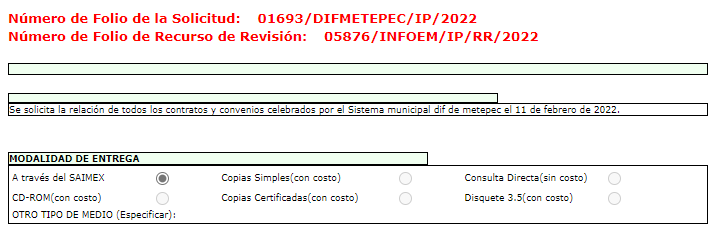 Número de Folio de la Solicitud: 01693/DIFMETEPEC/IP/2022
Número de Folio de Recurso de Revisión: 05876/INFOEM/IP/RR/2022
Se solicita la relación de todos los contratos y convenios celebrados por el Sistema municipal dif de metepec el 11 de febrero de 2022.
MODALIDAD DE ENTREGA
A través del SAIMEX Copias Simples(con costo) Consulta Directa(sin costo)
CD-ROM(con costo) Copias Certificadas(con costo) Disquete 3.5(con costo)
OTRO TIPO DE MEDIO (Especificar):